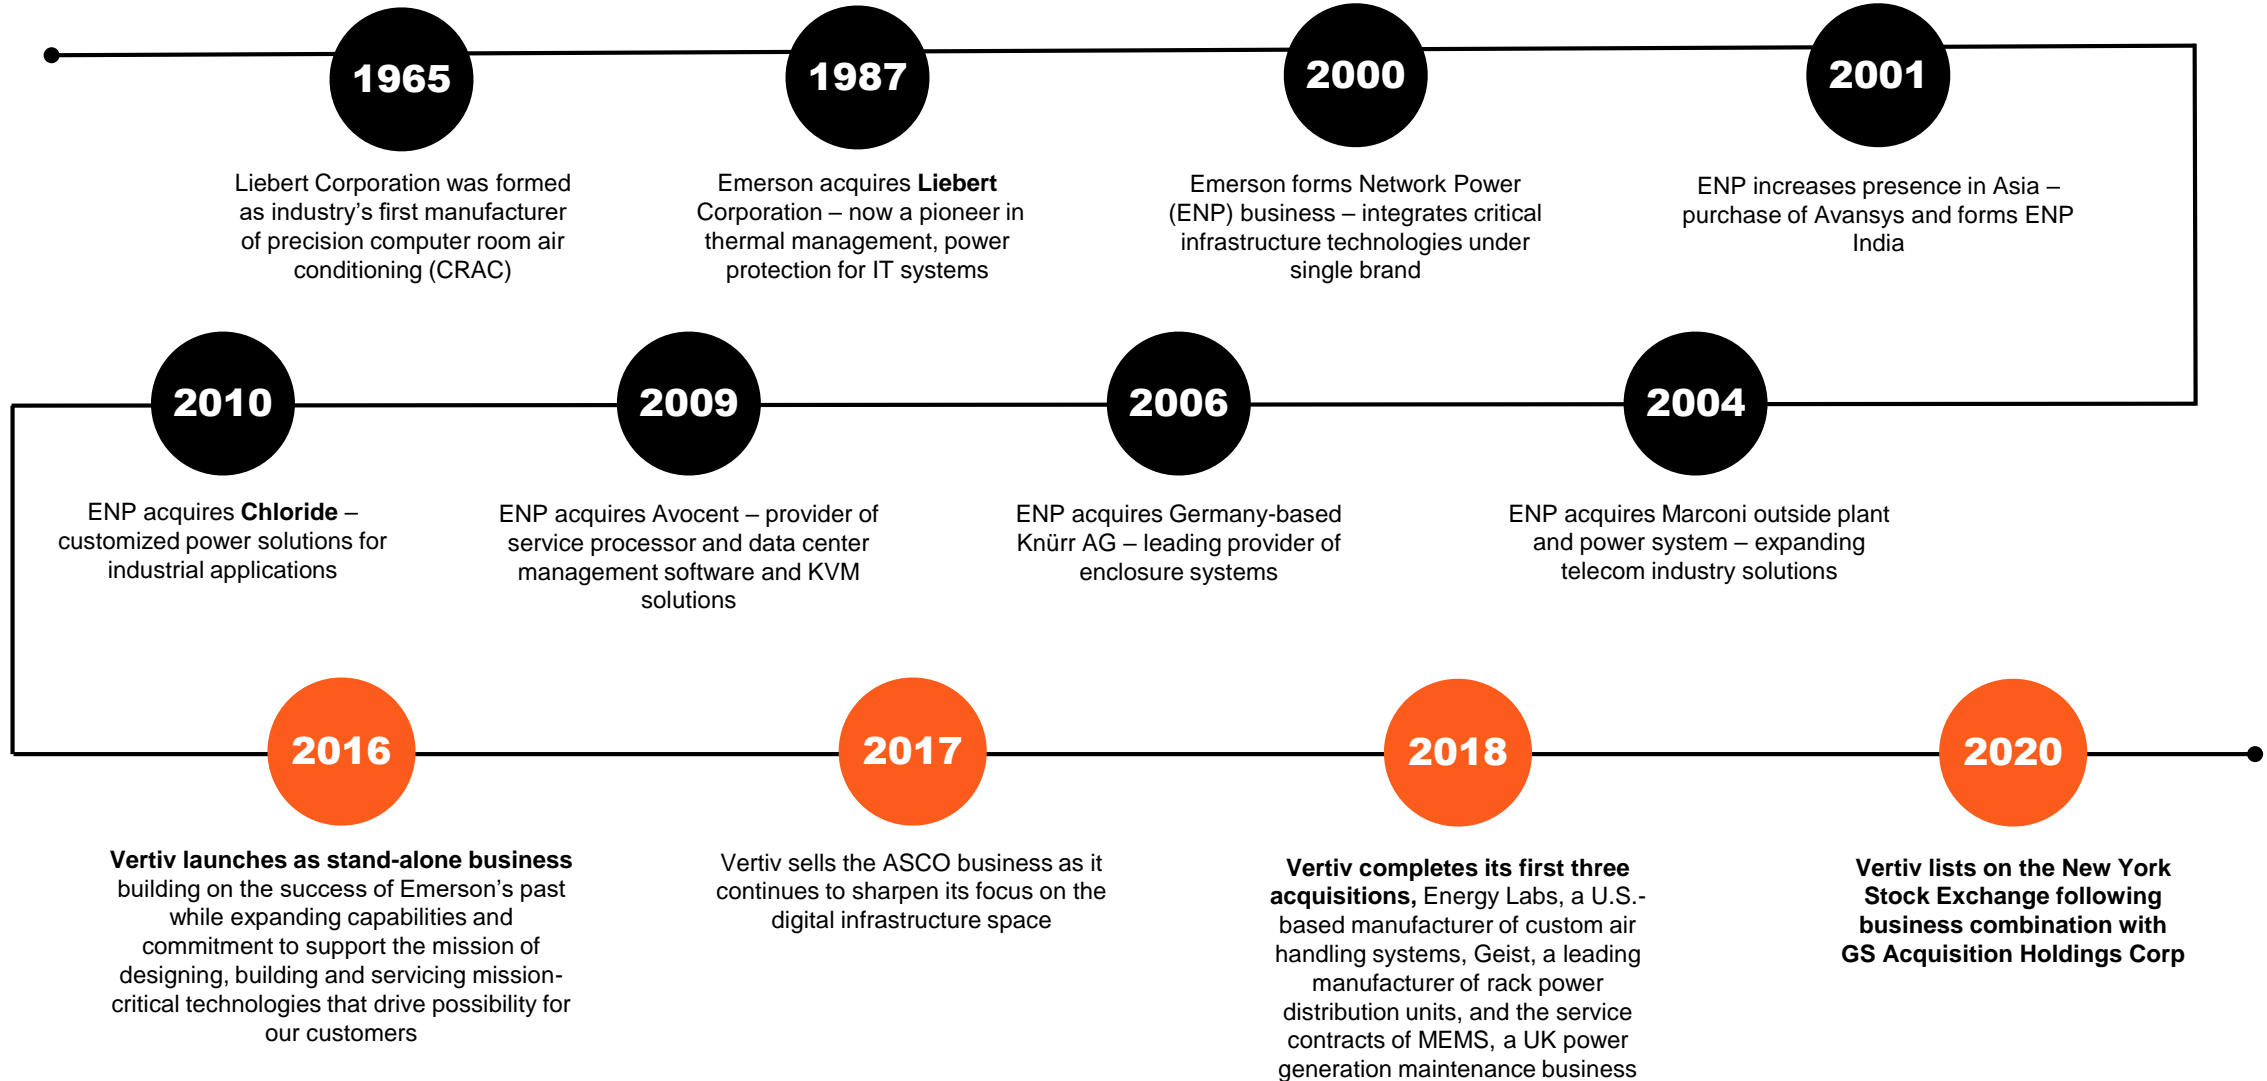 1965
Liebert Corporation was formed
as industry’s first manufacturer
of precision computer room air
conditioning (CRAC)
1987
Emerson acquires Liebert
Corporation – now a pioneer in
thermal management, power
protection for IT systems
2000
Emerson forms Network Power
(ENP) business – integrates critical
infrastructure technologies under
single brand
2001
ENP increases presence in Asia –
purchase of Avansys and forms ENP
India
2004
ENP acquires Marconi outside plant
and power system – expanding
telecom industry solutions
2006
ENP acquires Germany-based
Knürr AG – leading provider of
enclosure systems
2009
ENP acquires Avocent – provider of
service processor and data center
management software and KVM
solutions
2010
ENP acquires Chloride –
customized power solutions for
industrial applications
2016
Vertiv launches as stand-alone business
building on the success of Emerson’s past
while expanding capabilities and
commitment to support the mission of
designing, building and servicing mission-
critical technologies that drive possibility for
our customers
2017
Vertiv sells the ASCO business as it
continues to sharpen its focus on the
digital infrastructure space
2018
Vertiv completes its first three
acquisitions, Energy Labs, a U.S.-
based manufacturer of custom air
handling systems, Geist, a leading
manufacturer of rack power
distribution units, and the service
contracts of MEMS, a UK power
generation maintenance business
2020
Vertiv lists on the New York
Stock Exchange following
business combination with
GS Acquisition Holdings Corp